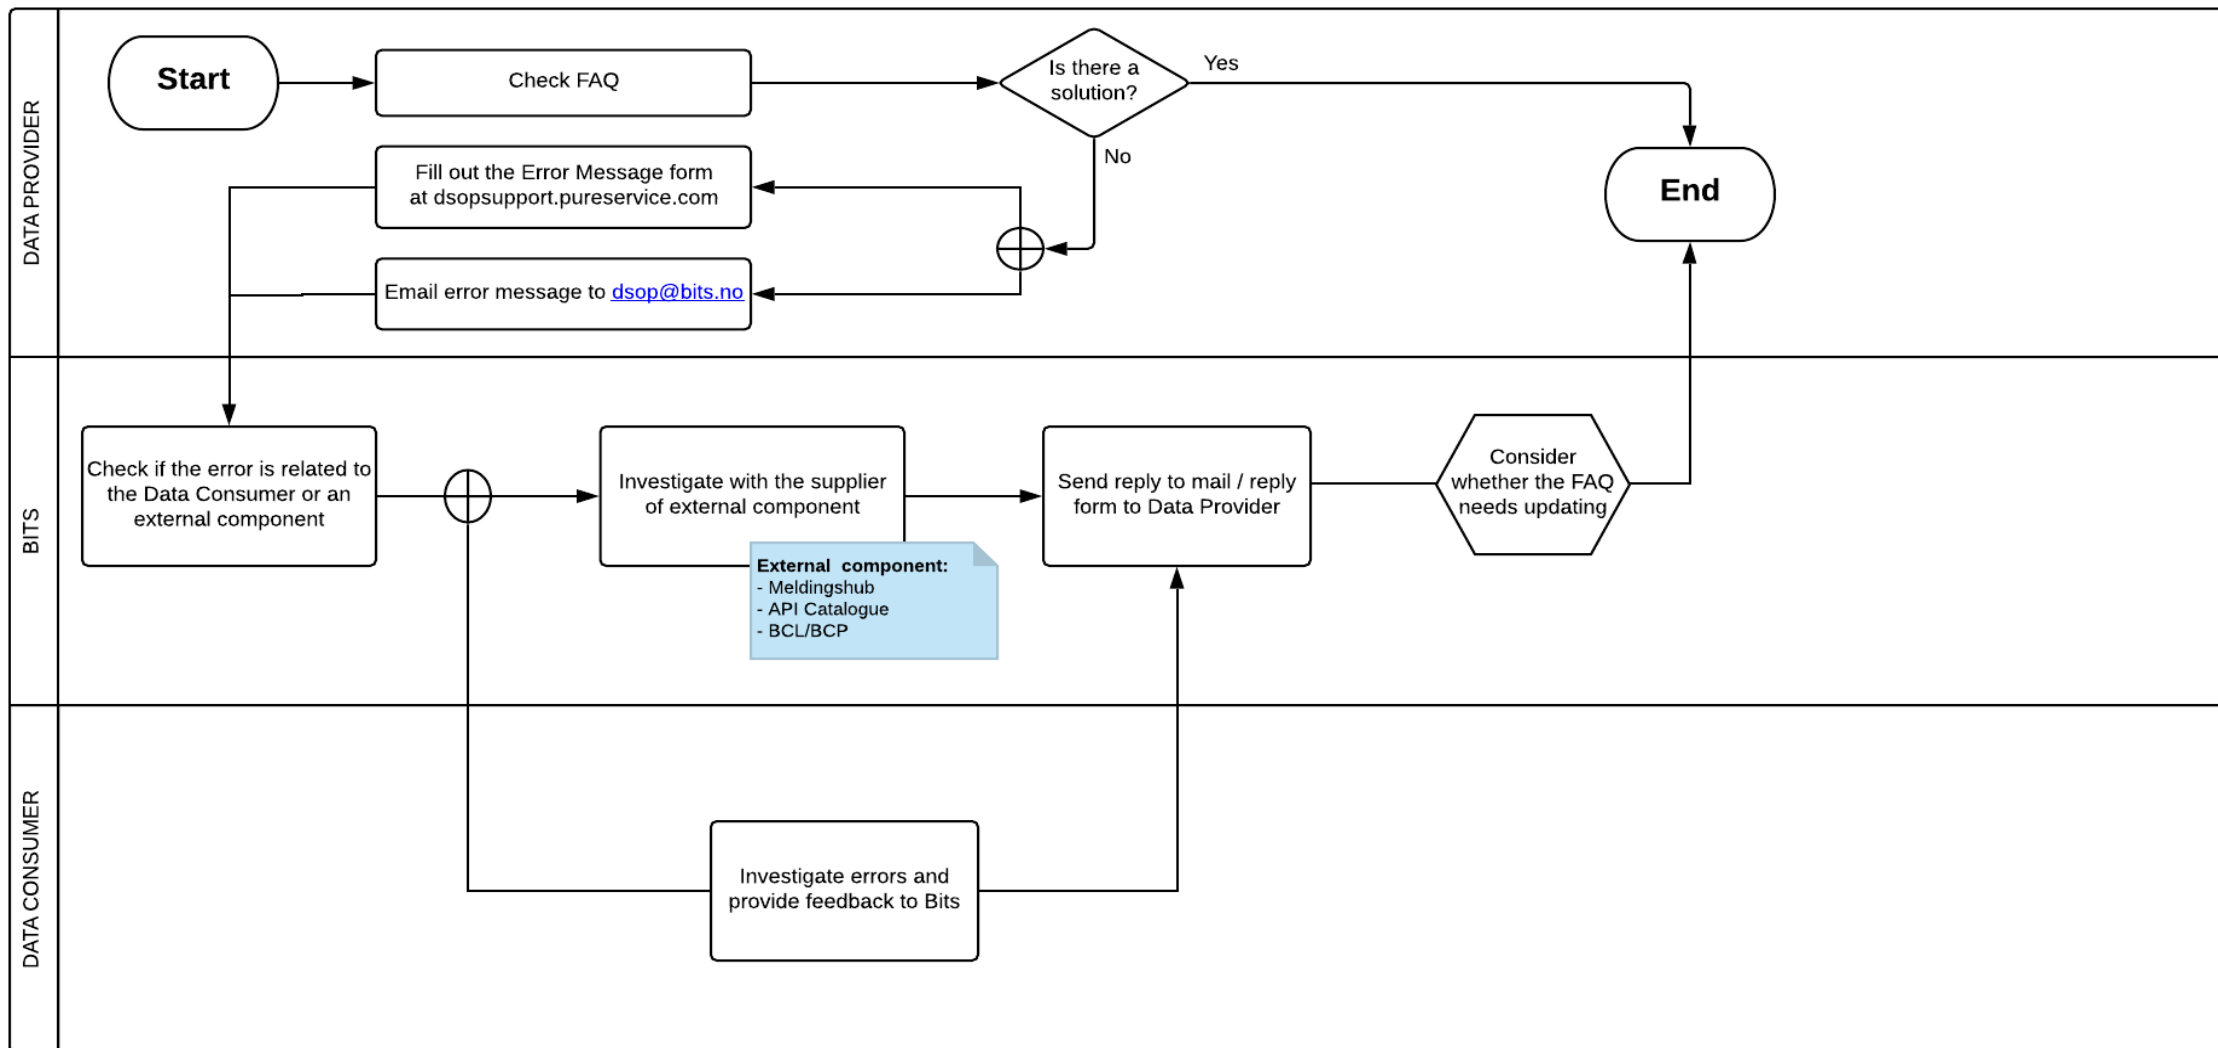 DATA PROVIDER
Start
Check FAQ
Is there a
solution?
Yes
No
Fill out the Error Message form
at dsopsupport.pureservice.com
Email error message to dsop@bits.no
End
BITS
Check if the error is related to
the Data Consumer or an
external component
Investigate with the supplier
of external component
External component:
- Meldingshub
- API Catalogue
- BCL/BCP
Send reply to mail / reply
form to Data Provider
Consider
whether the FAQ
needs updating
DATA CONSUMER
Investigate errors and
provide feedback to Bits